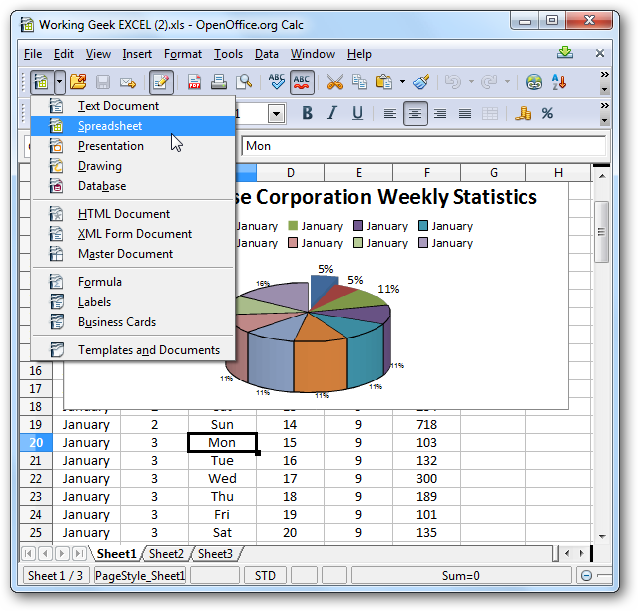 Working Geek EXCEL (2).xls - OpenOffice.org Calc
File Edit View Insert Format Tools Data Window Help
Text Document
Spreadsheet
Presentation
Drawing
Database
HTML Document
XML Form Document
Master Document
Formula
Labels
Business Cards
Templates and Documents
B I U %
Mon
D E F G H
se Corporation Weekly Statistics
January January January January
January January January January
5%
5%
11%
16%
11%
11%
11%
11%
11%
11%
16
17
18 January 2 Sat
19 January 2 Sun 14 9 718
20 January 3 Mon 15 9 103
21 January 3 Tue 16 9 132
22 January 3 Wed 17 9 300
23 January 3 Thu 18 9 189
24 January 3 Fri 19 9 101
25 January 3 Sat 20 9 135
Sheet1 Sheet2 Sheet3
Sheet 1 / 3 PageStyle_Sheet1 STD Sum=0